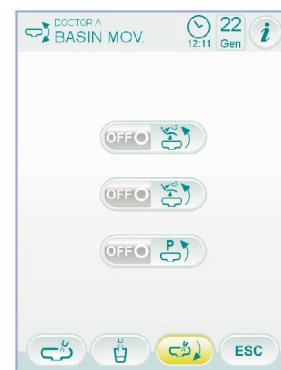 DOCTOR A
BASIN MOV.
12:11
22
Gen
i
OFF
OFF
OFF P
ESC